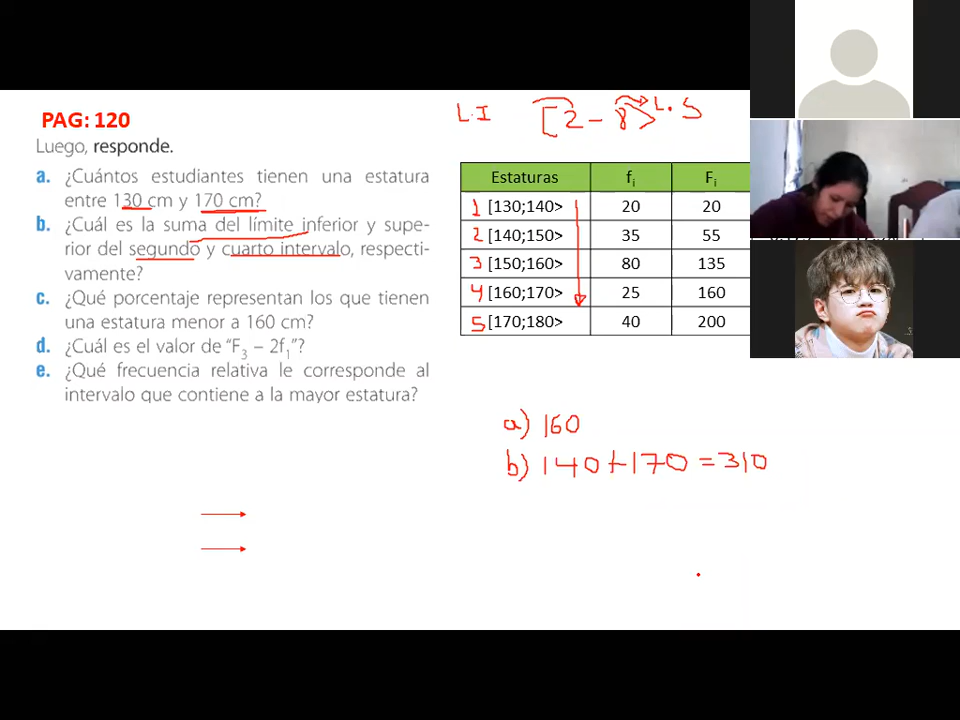 PAG: 120
Luego, responde.
a. ¿Cuántos estudiantes tienen una estatura
entre 130 cm y 170 cm?
b. ¿Cuál es la suma del límite inferior y supe-
rior del segundo y cuarto intervalo, respecti-
vamente?
c. ¿Qué porcentaje representan los que tienen
una estatura menor a 160 cm?
d. ¿Cuál es el valor de “F3 – 2f1”?
e. ¿Qué frecuencia relativa le corresponde al
intervalo que contiene a la mayor estatura?
L.I [2 – 8> L.S
Estaturas fi Fi
1 [130;140> 20 20
2 [140;150> 35 55
3 [150;160> 80 135
4 [160;170> 25 160
5 [170;180> 40 200
a) 160
b) 140+170=310